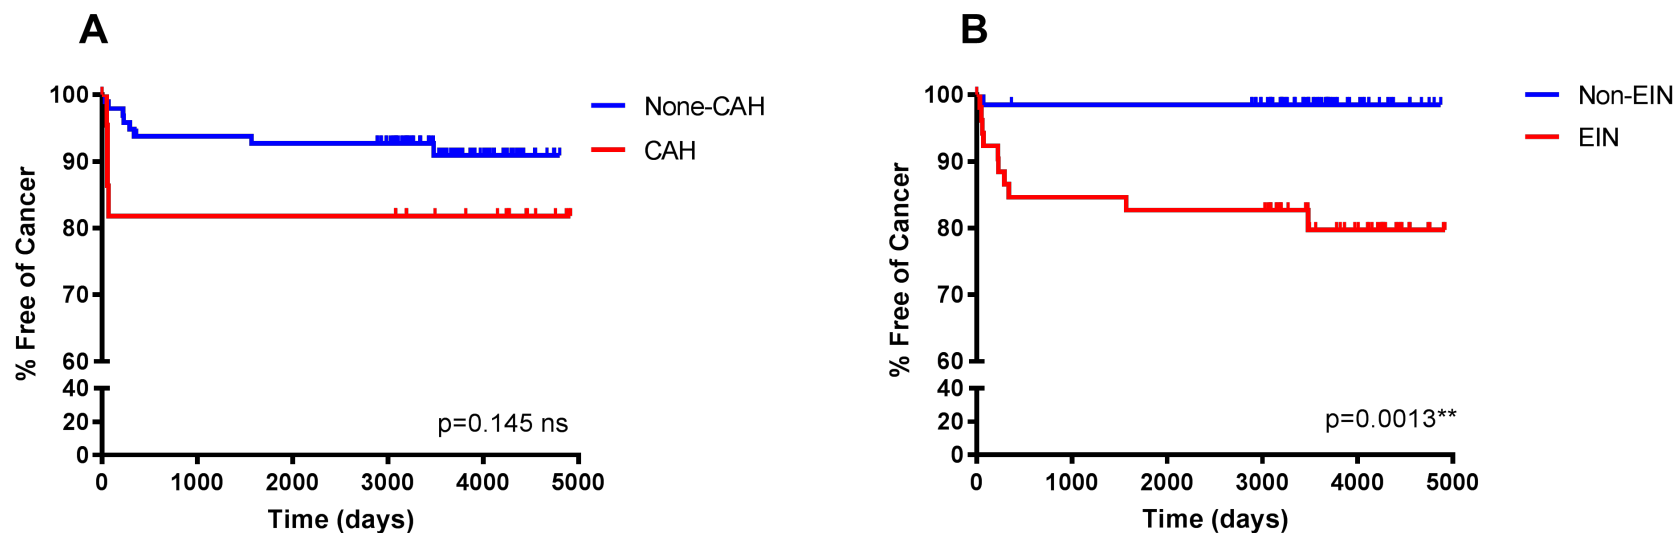 A
% Free of Cancer
100
90
80
70
60
40
20
0
0 1000 2000 3000 4000 5000
Time (days)
None-CAH
CAH
p=0.145 ns
B
% Free of Cancer
100
90
80
70
60
40
20
0
0 1000 2000 3000 4000 5000
Time (days)
Non-EIN
EIN
p=0.0013**